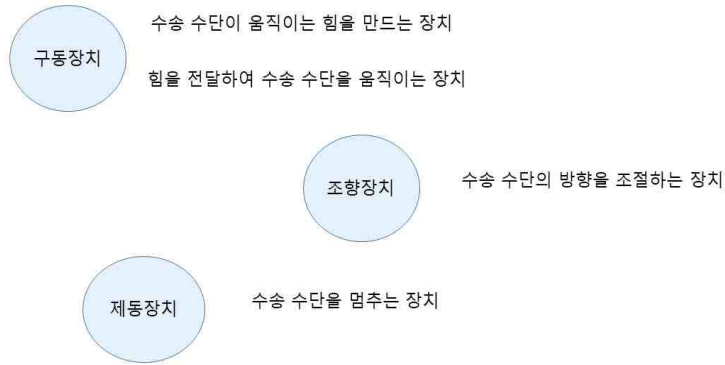 수송 수단이 움직이는 힘을 만드는 장치
구동장치
힘을 전달하여 수송 수단을 움직이는 장치
조향장치
수송 수단의 방향을 조절하는 장치
제동장치
수송 수단을 멈추는 장치